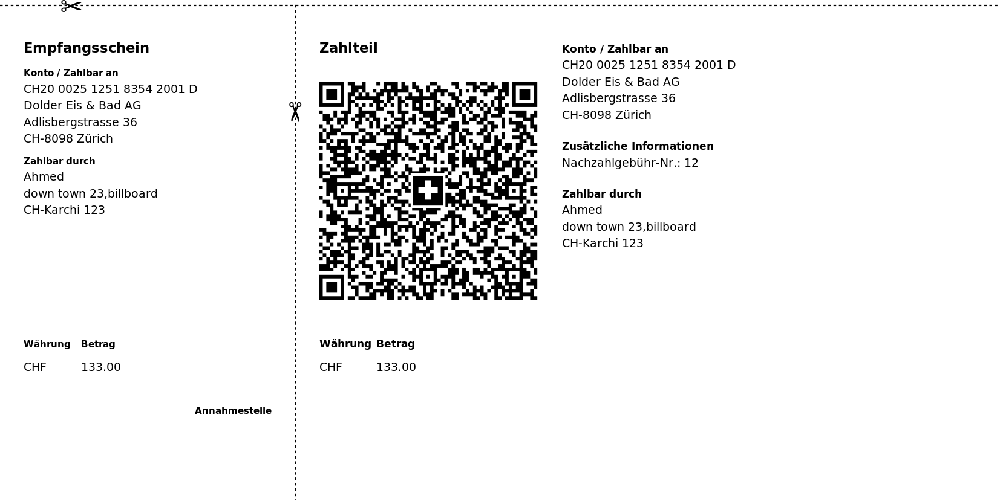 Empfangsschein
Konto / Zahlbar an
CH20 0025 1251 8354 2001 D
Dolder Eis & Bad AG
Adlisbergstrasse 36
CH-8098 Zürich
Zahlbar durch
Ahmed
down town 23,billboard
CH-Karchi 123
Währung Betrag
CHF 133.00
Annahmestelle
Zahlteil
Währung Betrag
CHF 133.00
Konto / Zahlbar an
CH20 0025 1251 8354 2001 D
Dolder Eis & Bad AG
Adlisbergstrasse 36
CH-8098 Zürich
Zusätzliche Informationen
Nachzahlgebühr-Nr.: 12
Zahlbar durch
Ahmed
down town 23,billboard
CH-Karchi 123